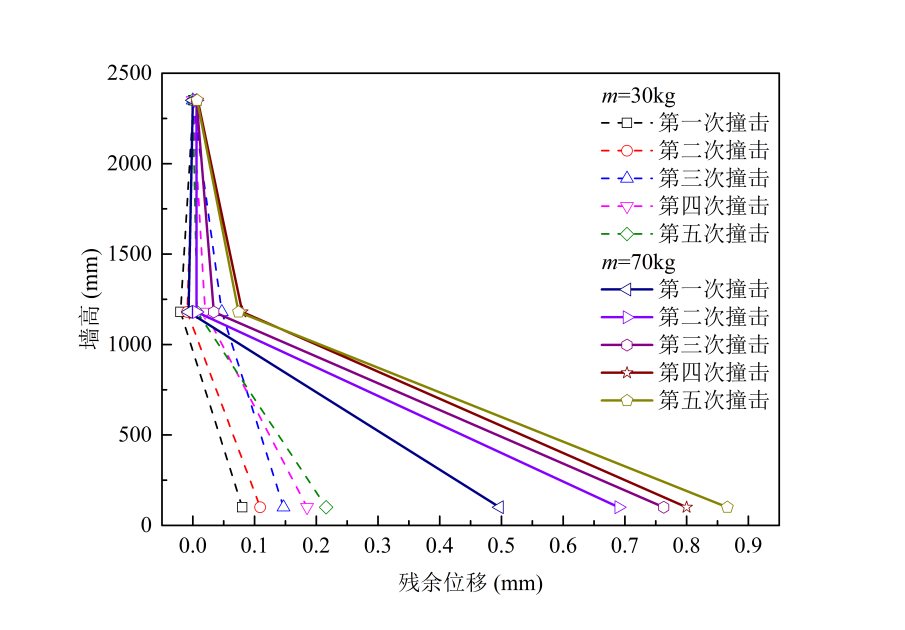 2500
2000
1500
1000
500
0
墙高 (mm)
0.0 0.1 0.2 0.3 0.4 0.5 0.6 0.7 0.8 0.9
残余位移 (mm)
m=30kg
第一次撞击
第二次撞击
第三次撞击
第四次撞击
第五次撞击
m=70kg
第一次撞击
第二次撞击
第三次撞击
第四次撞击
第五次撞击